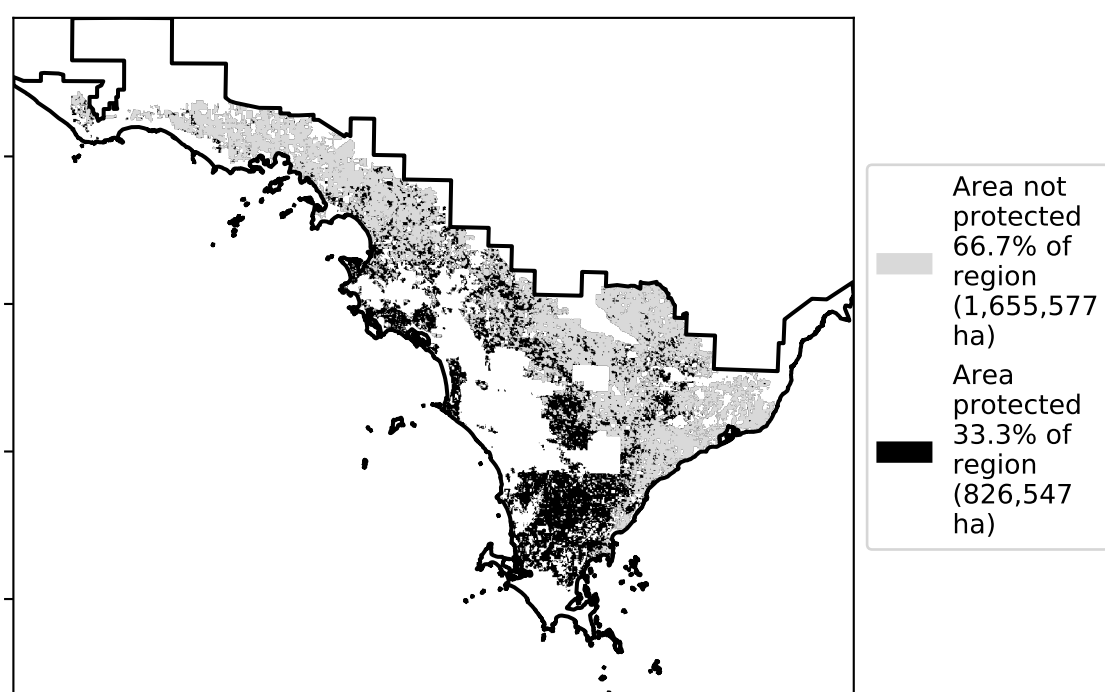 Area not
protected
66.7% of
region
(1,655,577
ha)
Area
protected
33.3% of
region
(826,547
ha)